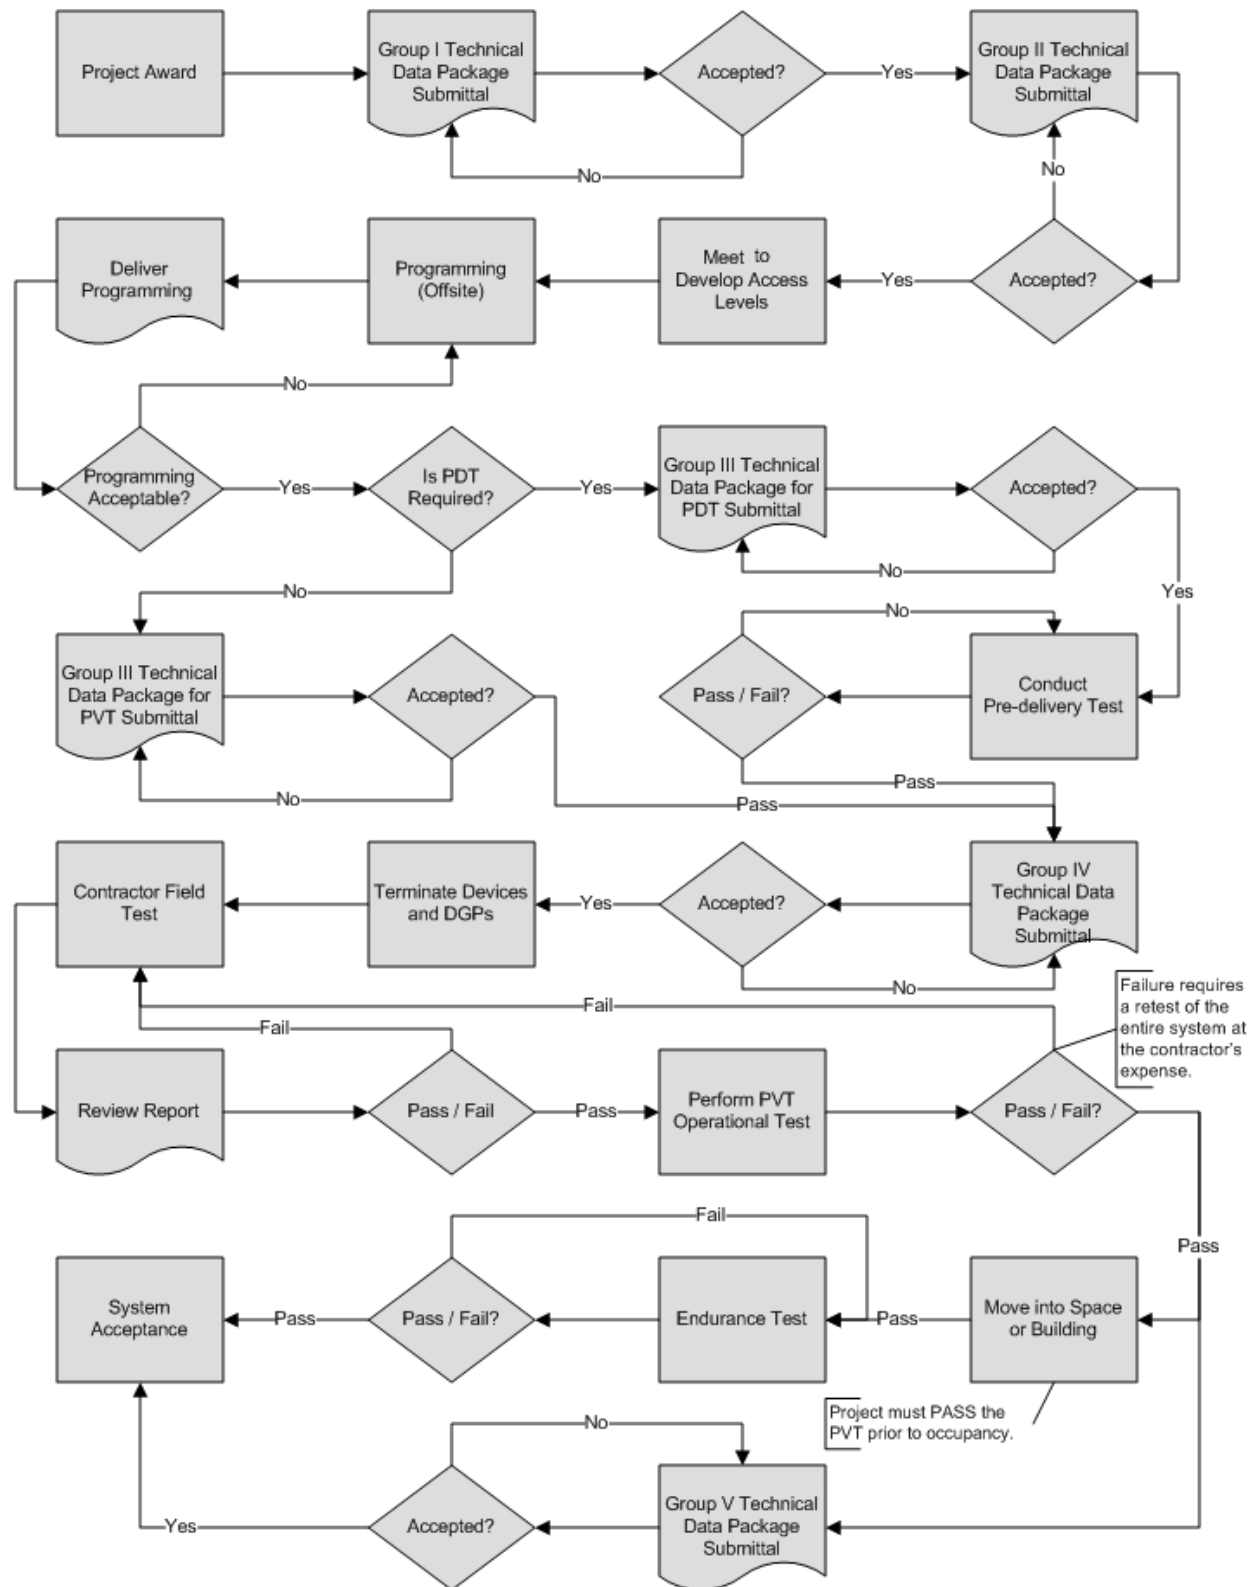 Project Award
Group I Technical
Data Package
Submittal
Accepted?
Yes
Group II Technical
Data Package
Submittal
No
No
Deliver
Programming
Programming
(Offsite)
Meet to
Develop Access
Levels
Yes
Accepted?
No
Programming
Acceptable?
Yes
Is PDT
Required?
Yes
Group III Technical
Data Package for
PDT Submittal
Accepted?
No
No
Yes
No
Group III Technical
Data Package for
PVT Submittal
Accepted?
Pass / Fail?
Conduct
Pre-delivery Test
No
Pass
Pass
Contractor Field
Test
Terminate Devices
and DGPs
Yes
Accepted?
Group IV
Technical Data
Package
Submittal
No
Fail
Fail
Failure requires
a retest of the
entire system at
the contractor's
expense.
Review Report
Pass / Fail
Pass
Perform PVT
Operational Test
Pass / Fail?
Fail
Pass
System
Acceptance
Pass
Pass / Fail?
Endurance Test
Pass
Move into Space
or Building
Project must PASS the
PVT prior to occupancy.
No
Yes
Accepted?
Group V Technical
Data Package
Submittal